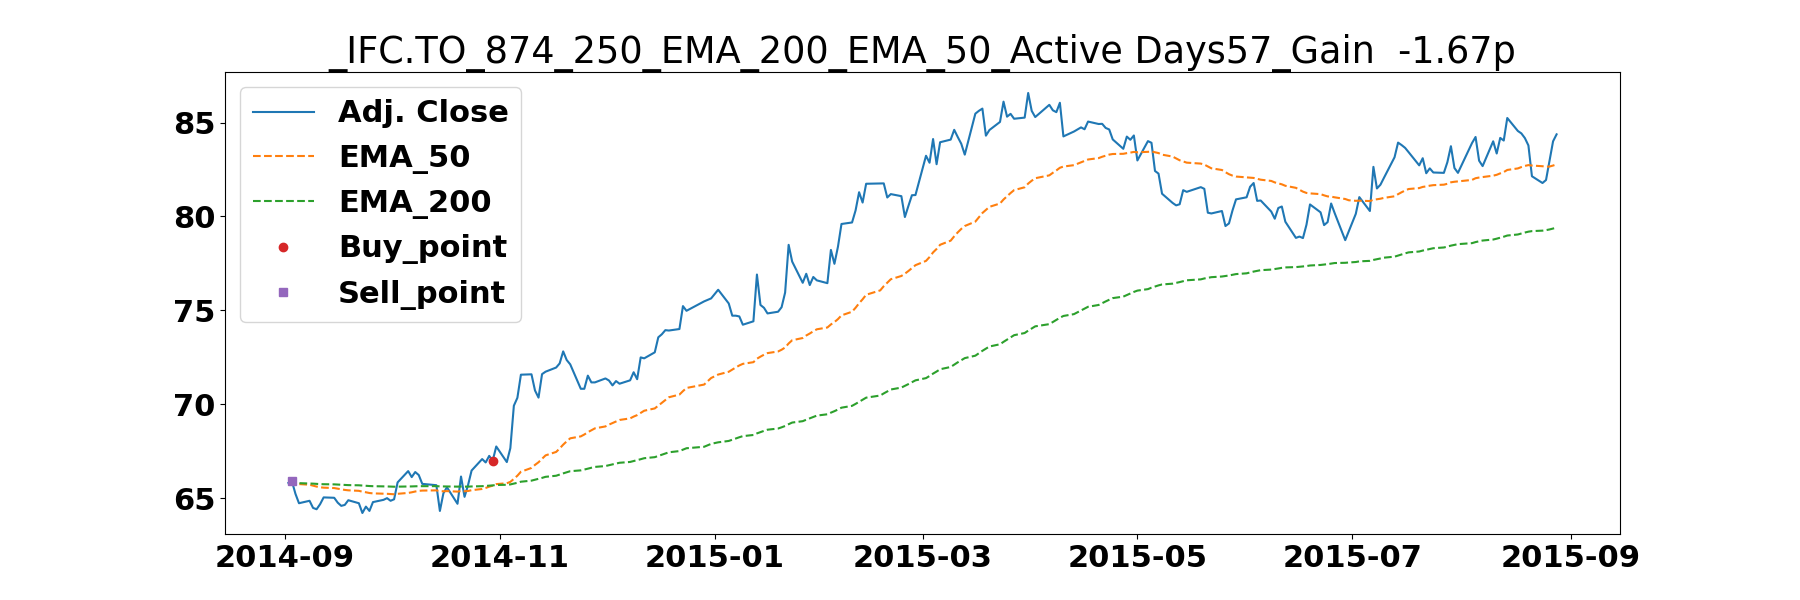 _IFC.TO_874_250_EMA_200_EMA_50_Active Days57_Gain  -1.67p
Adj. Close
EMA_50
EMA_200
Buy_point
Sell_point
85
80
75
70
65
2014-09 2014-11 2015-01 2015-03 2015-05 2015-07 2015-09